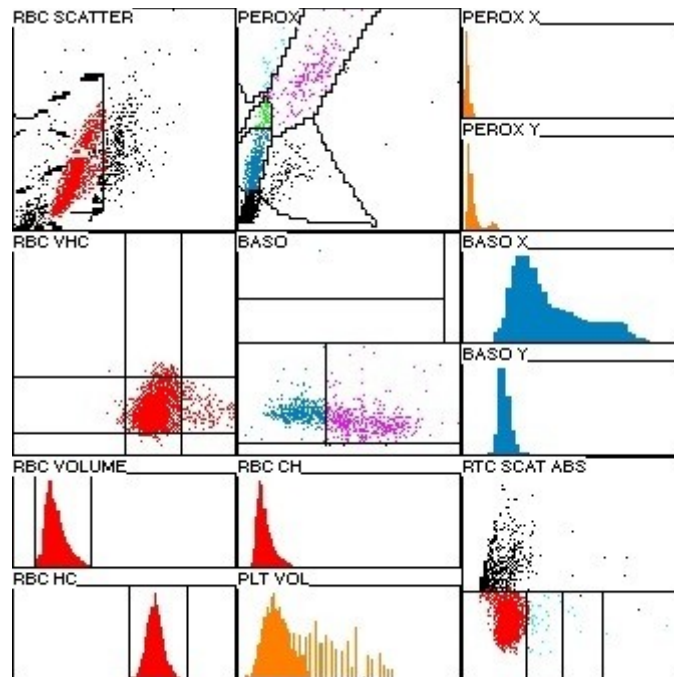 RBC SCATTER
PEROX
PEROX X
PEROX Y
RBC VHC
BASO
BASO X
BASO Y
RBC VOLUME
RBC CH
RTC SCAT ABS
RBC HC
PLT VOL